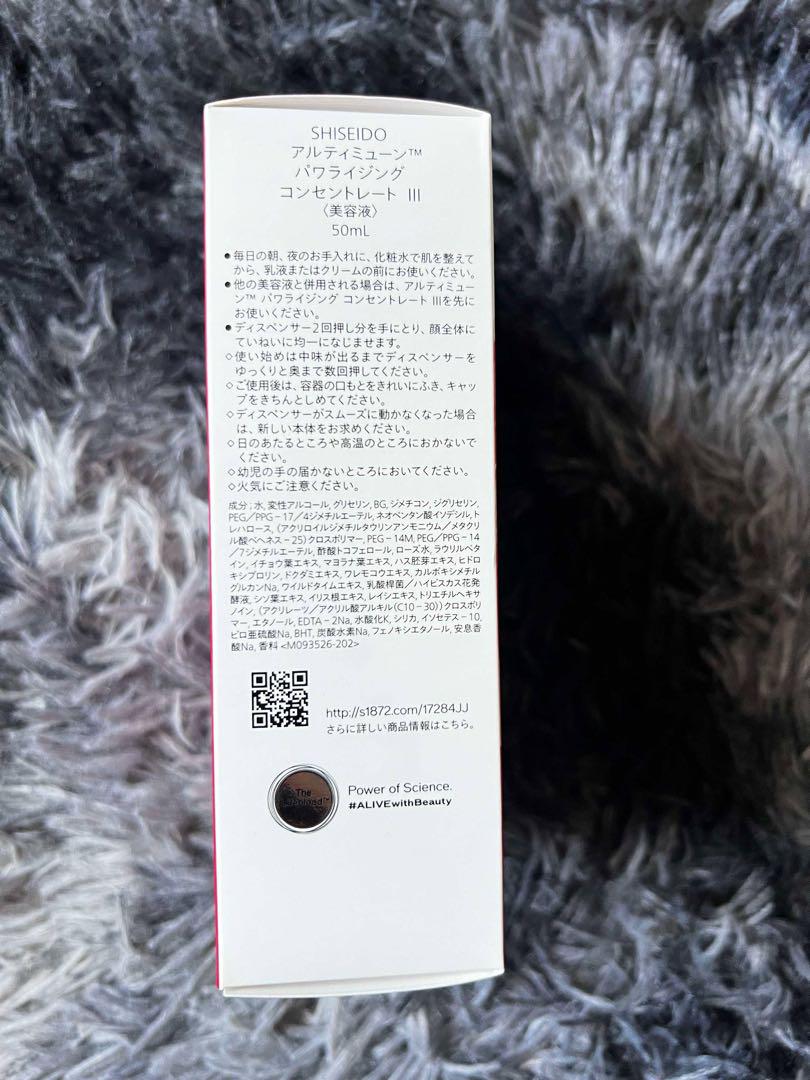 SHISEIDO
アルティミューン™
パワライジング
コンセントレート III
〈美容液〉
50mL
●毎日の朝、夜のお手入れに、化粧水で肌を整えて
から、乳液またはクリームの前にお使いください。
●他の美容液と併用される場合は、アルティミュー
ン™ パワライジング コンセントレート IIIを先に
お使いください。
●ディスペンサー2回押し分を手にとり、顔全体に
ていねいに均一になじませます。
◇使い始めは中味が出るまでディスペンサーを
ゆっくりと奥まで数回押してください。
◇ご使用後は、容器の口もとをきれいにふき、キャッ
プをきちんとしめてください。
◇ディスペンサーがスムーズに動かなくなった場合
は、新しい本体をお求めください。
◇日のあたるところや高温のところにおかないで
ください。
◇幼児の手の届かないところにおいてください。
◇火気にご注意ください。
成分；水, 変性アルコール, グリセリン, BG, ジメチコン, ジグリセリン,
PEG／PPG－17／4ジメチルエーテル, ネオペンタン酸イソデシル, ト
レハロース, (アクリロイルジメチルタウリンアンモニウム／メタクリ
ル酸ベヘネス－25) クロスポリマー, PEG－14M, PEG／PPG－14
／7ジメチルエーテル, 酢酸トコフェロール, ローズ水, ラウリルベタ
イン, イチョウ葉エキス, マヨラナ葉エキス, ハス胚芽エキス, ヒドロ
キシプロリン, ドクダミエキス, ワレモコウエキス, カルボキシメチル
グルカンNa, ワイルドタイムエキス, 乳酸桿菌／ハイビスカス花発
酵液, シソ葉エキス, イリス根エキス, レイシエキス, トリエチルヘキサ
ノイン, (アクリレーツ／アクリル酸アルキル(C10－30)) クロスポリ
マー, エタノール, EDTA－2Na, 水酸化K, シリカ, イソセテス－10,
ピロ亜硫酸Na, BHT, 炭酸水素Na, フェノキシエタノール, 安息香
酸Na, 香料 <M093526-202>
http://s1872.com/17284JJ
さらに詳しい商品情報はこちら。
The
Power of Science.
#ALIVEwithBeauty